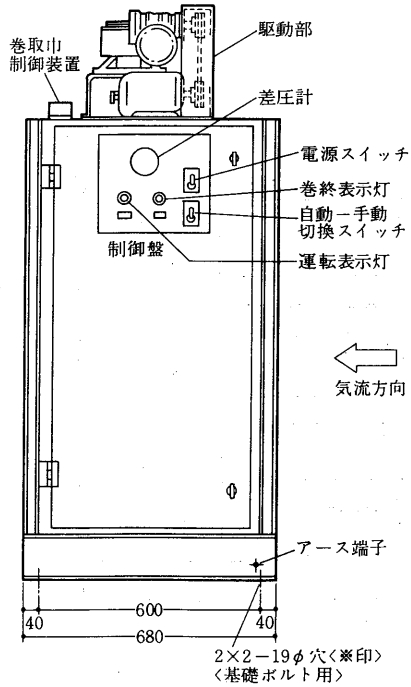 巻取巾
制御装置
駆動部
差圧計
電源スイッチ
巻終表示灯
自動−手動
切換スイッチ
制御盤
運転表示灯
気流方向
アース端子
40
600
40
680
2×2−19φ穴<※印>
<基礎ボルト用>